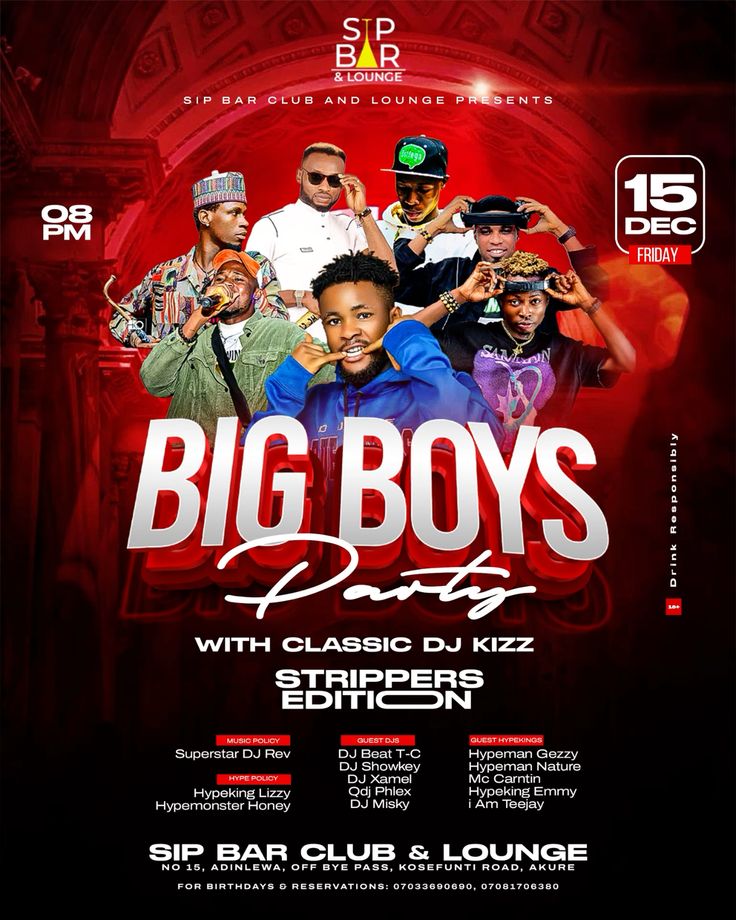 SIP
BAR
& LOUNGE
SIP BAR CLUB AND LOUNGE PRESENTS
08
PM
15
DEC
FRIDAY
BIG BOYS
Party
Drink Responsibly
18+
WITH CLASSIC DJ KIZZ
STRIPPERS
EDITION
MUSIC POLICY
Superstar DJ Rev
HYPE POLICY
Hypeking Lizzy
Hypemonster Honey
GUEST DJS
DJ Beat T-C
DJ Showkey
DJ Xamel
Qdj Phlex
DJ Misky
GUEST HYPEKINGS
Hypeman Gezzy
Hypeman Nature
Mc Carntin
Hypeking Emmy
i Am Teejay
SIP BAR CLUB & LOUNGE
NO 15, ADINLEWA, OFF BYE PASS, KOSEFUNTI ROAD, AKURE
FOR BIRTHDAYS & RESERVATIONS: 07033690690, 07081706380